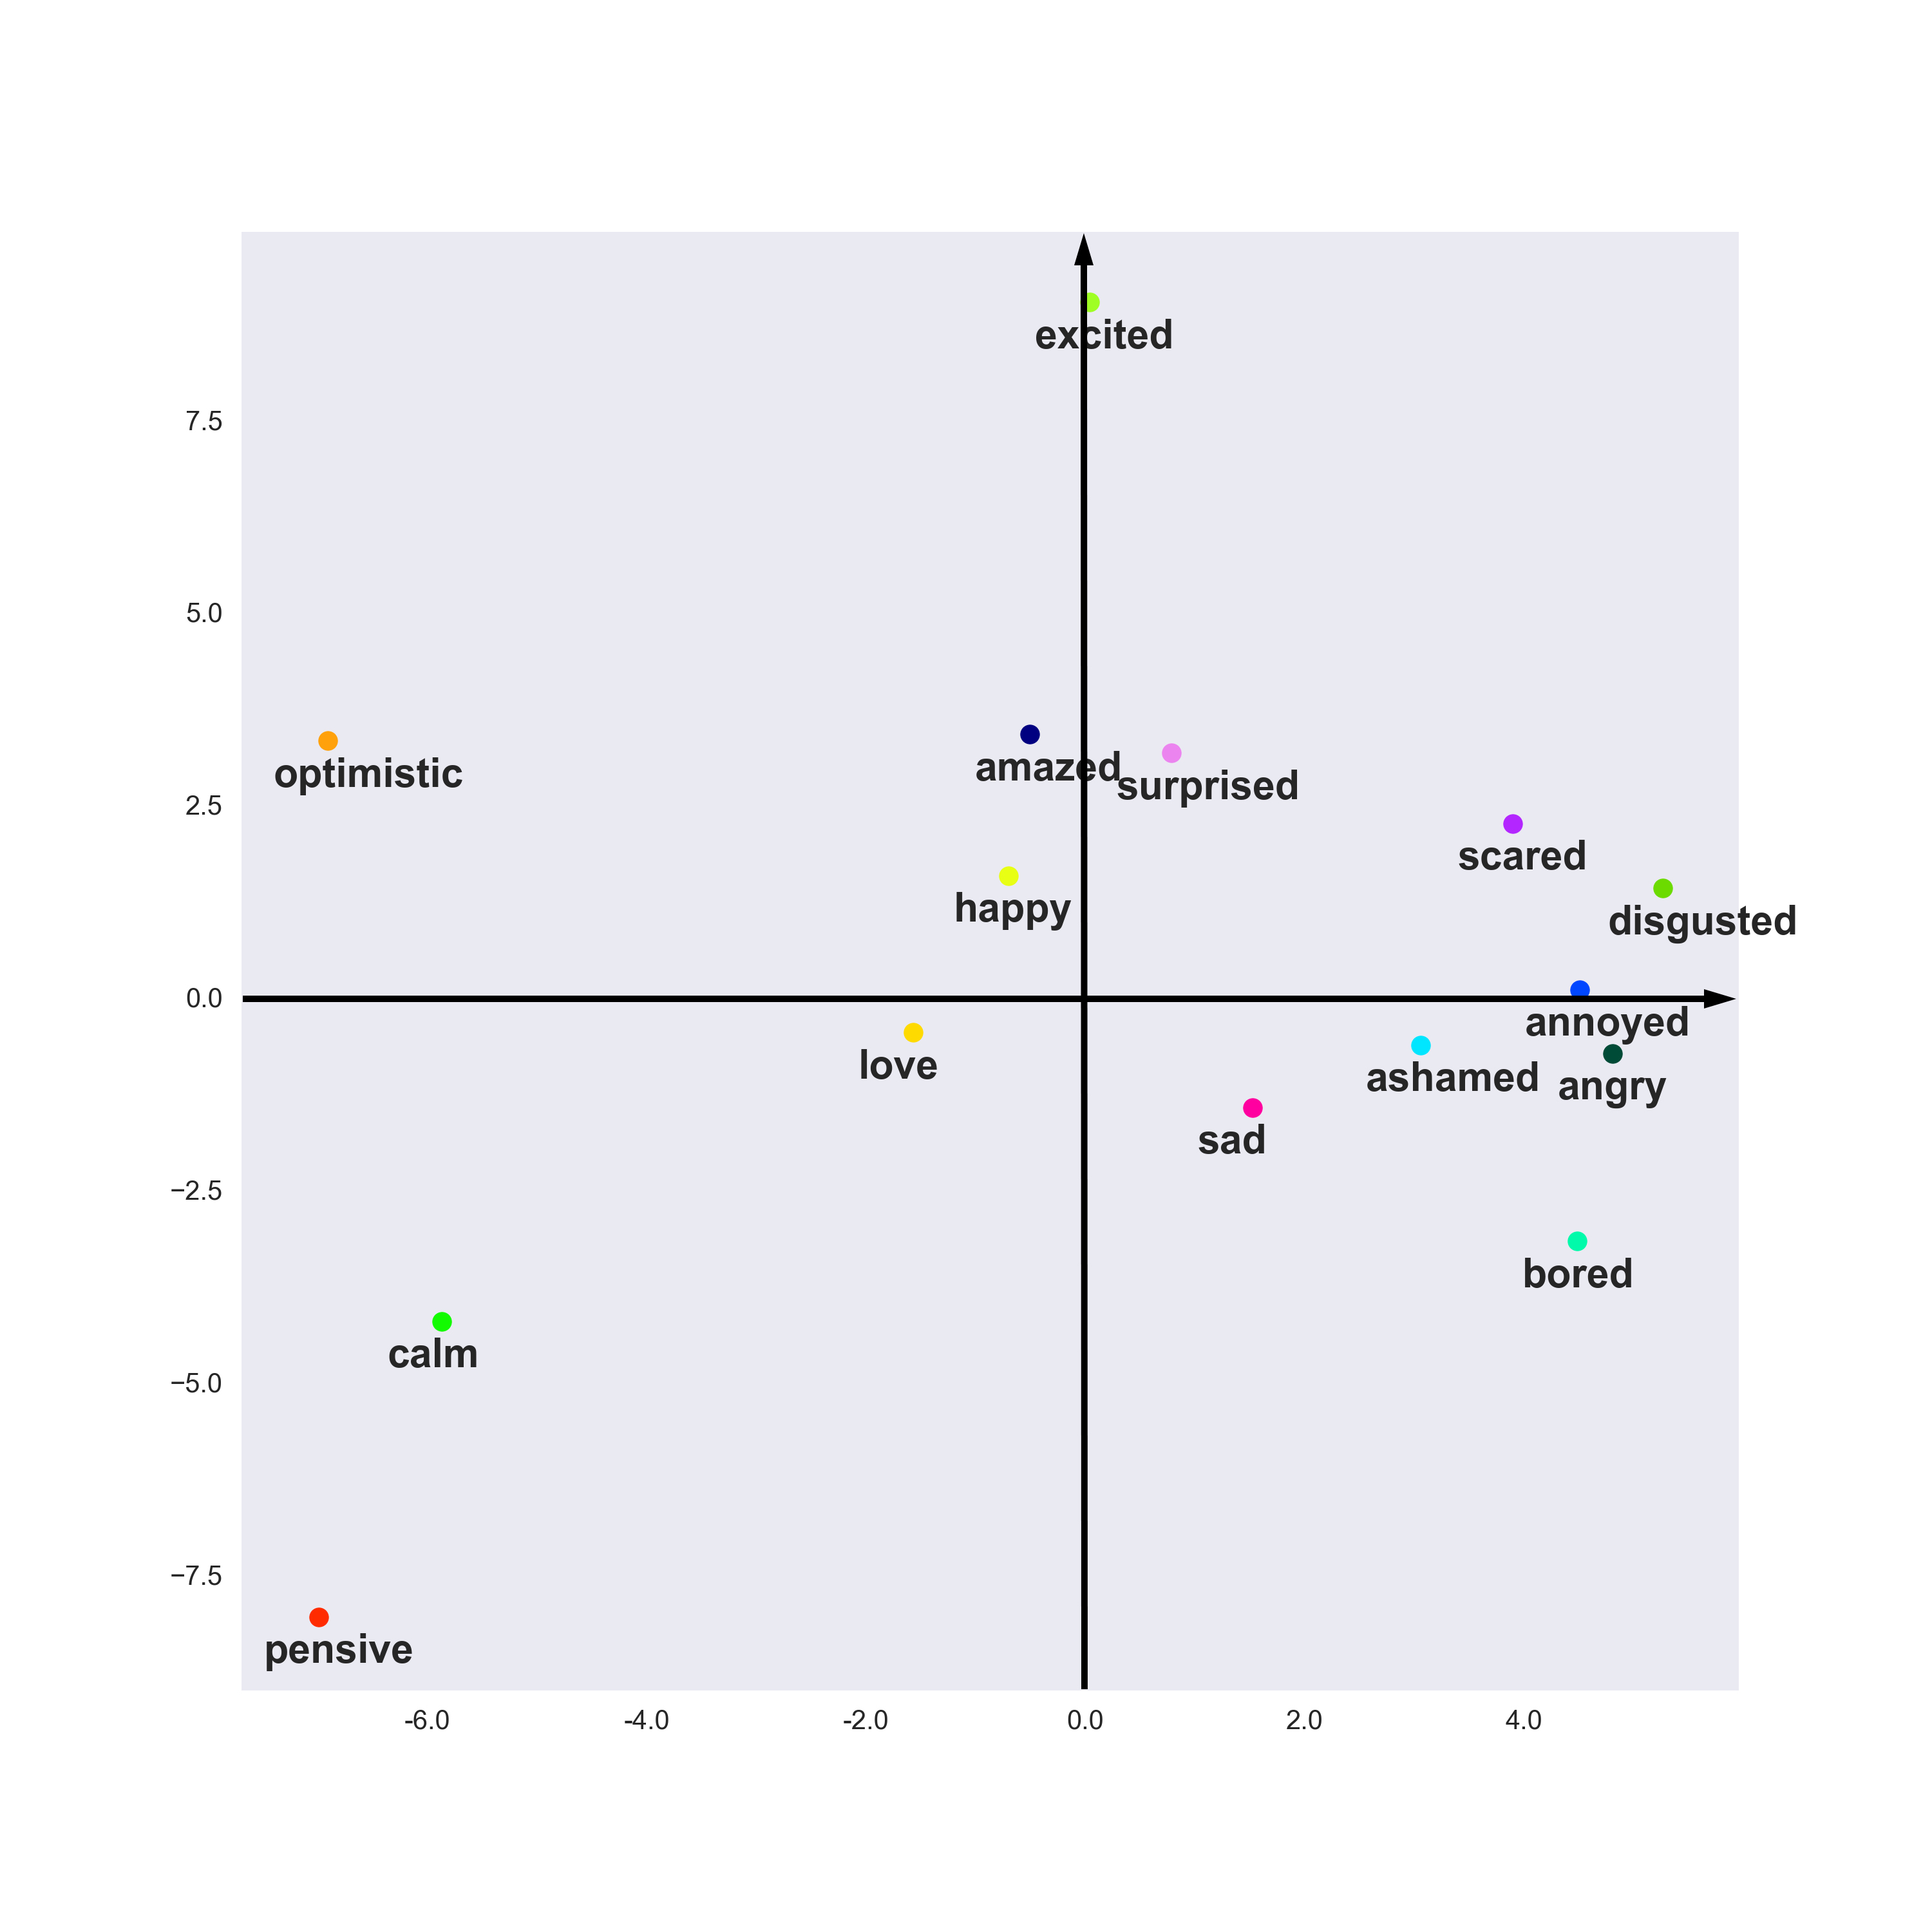 excited
7.5
5.0
optimistic
amazed
surprised
2.5
scared
happy
disgusted
0.0
annoyed
love
ashamed
angry
sad
−2.5
bored
calm
−5.0
−7.5
pensive
-6.0 -4.0 -2.0 0.0 2.0 4.0